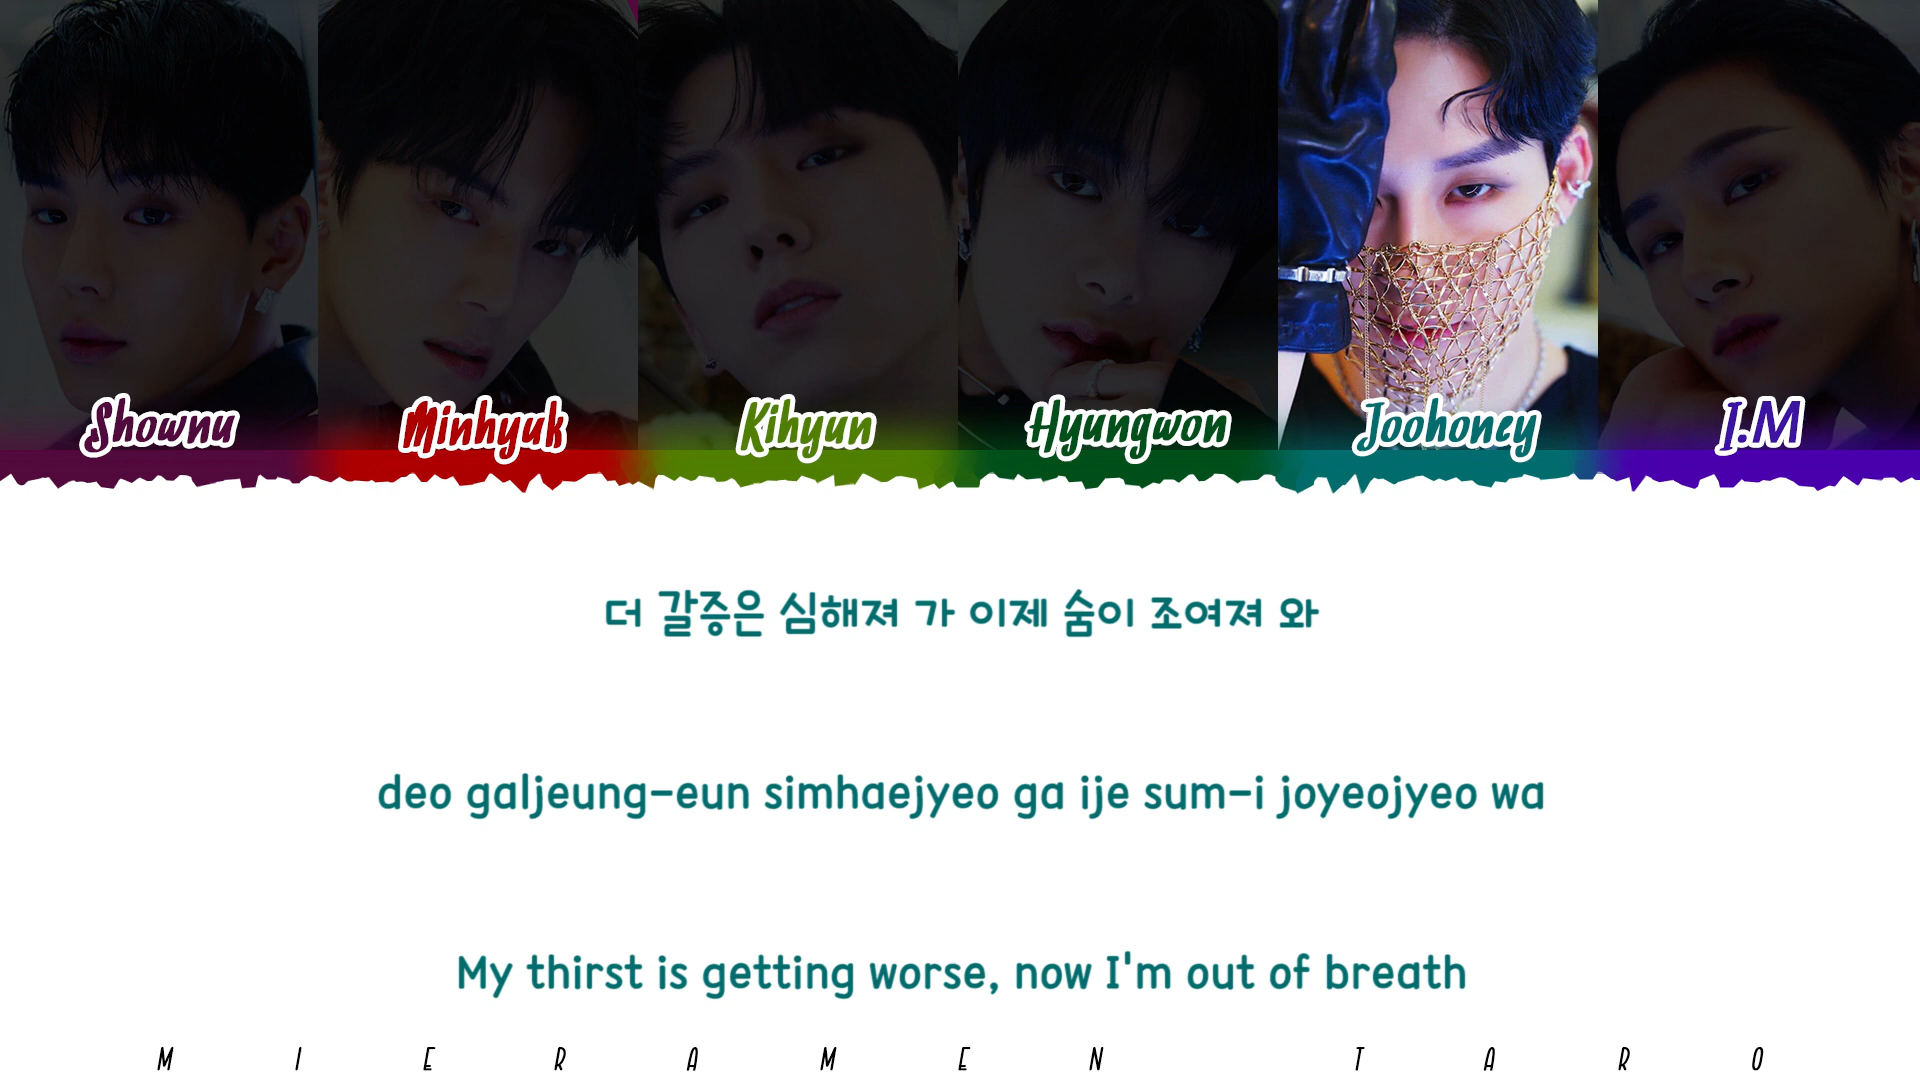 Shownu Minhyuk Kihyun Hyungwon Joohoney I.M
더 갈증은 심해져 가 이제 숨이 조여져 와
deo galjeung-eun simhaejyeo ga ije sum-i joyeojyeo wa
My thirst is getting worse, now I'm out of breath
MIERAMEN TARO